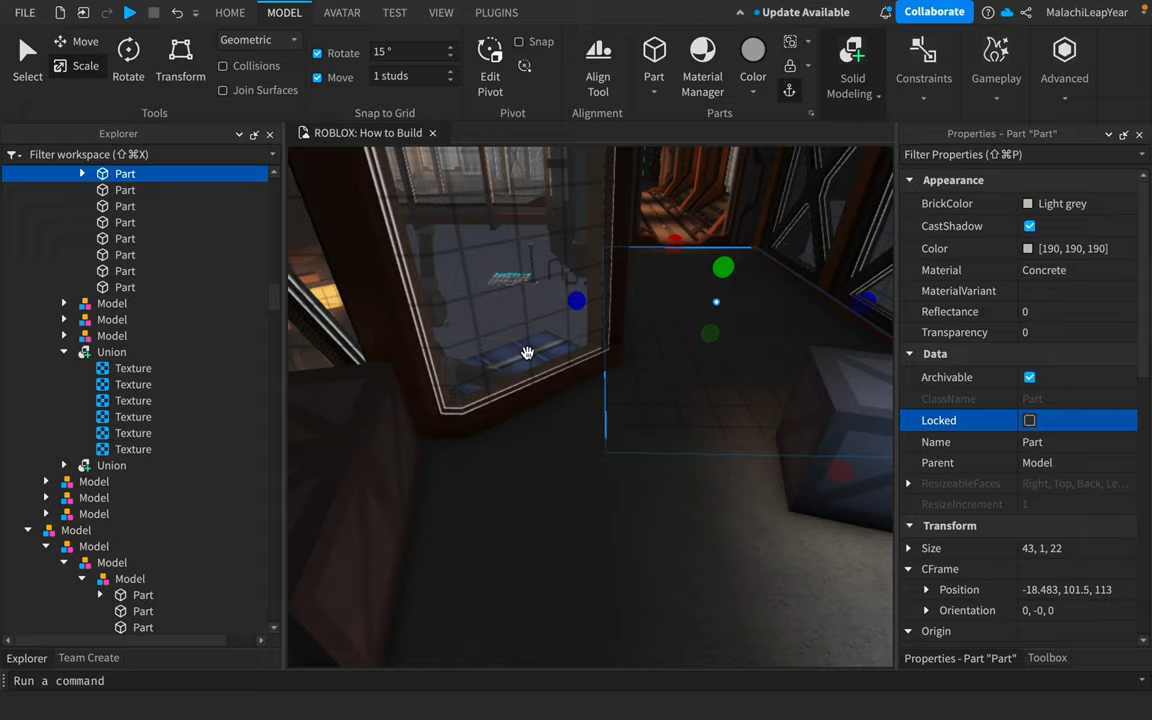 FILE HOME MODEL AVATAR TEST VIEW PLUGINS Update Available Collaborate MalachiLeapYear
Select Move Scale Rotate Transform Geometric Collisions Join Surfaces Rotate 15 ° Move 1 studs Edit Pivot Snap Align Tool Part Material Manager Color Solid Modeling Constraints Gameplay Advanced
Tools Snap to Grid Pivot Alignment Parts
Explorer
Filter workspace (⇧⌘X)
Part
Part
Part
Part
Part
Part
Part
Part
Model
Model
Model
Union
Texture
Texture
Texture
Texture
Texture
Texture
Union
Model
Model
Model
Model
Model
Model
Model
Part
Part
Part
Explorer Team Create
ROBLOX: How to Build
Properties - Part "Part"
Filter Properties (⇧⌘P)
Appearance
BrickColor Light grey
CastShadow
Color [190, 190, 190]
Material Concrete
MaterialVariant
Reflectance 0
Transparency 0
Data
Archivable
ClassName Part
Locked
Name Part
Parent Model
ResizeableFaces Right, Top, Back, Le...
ResizeIncrement 1
Transform
Size 43, 1, 22
CFrame
Position -18.483, 101.5, 113
Orientation 0, -0, 0
Origin
Properties - Part "Part" Toolbox
Run a command